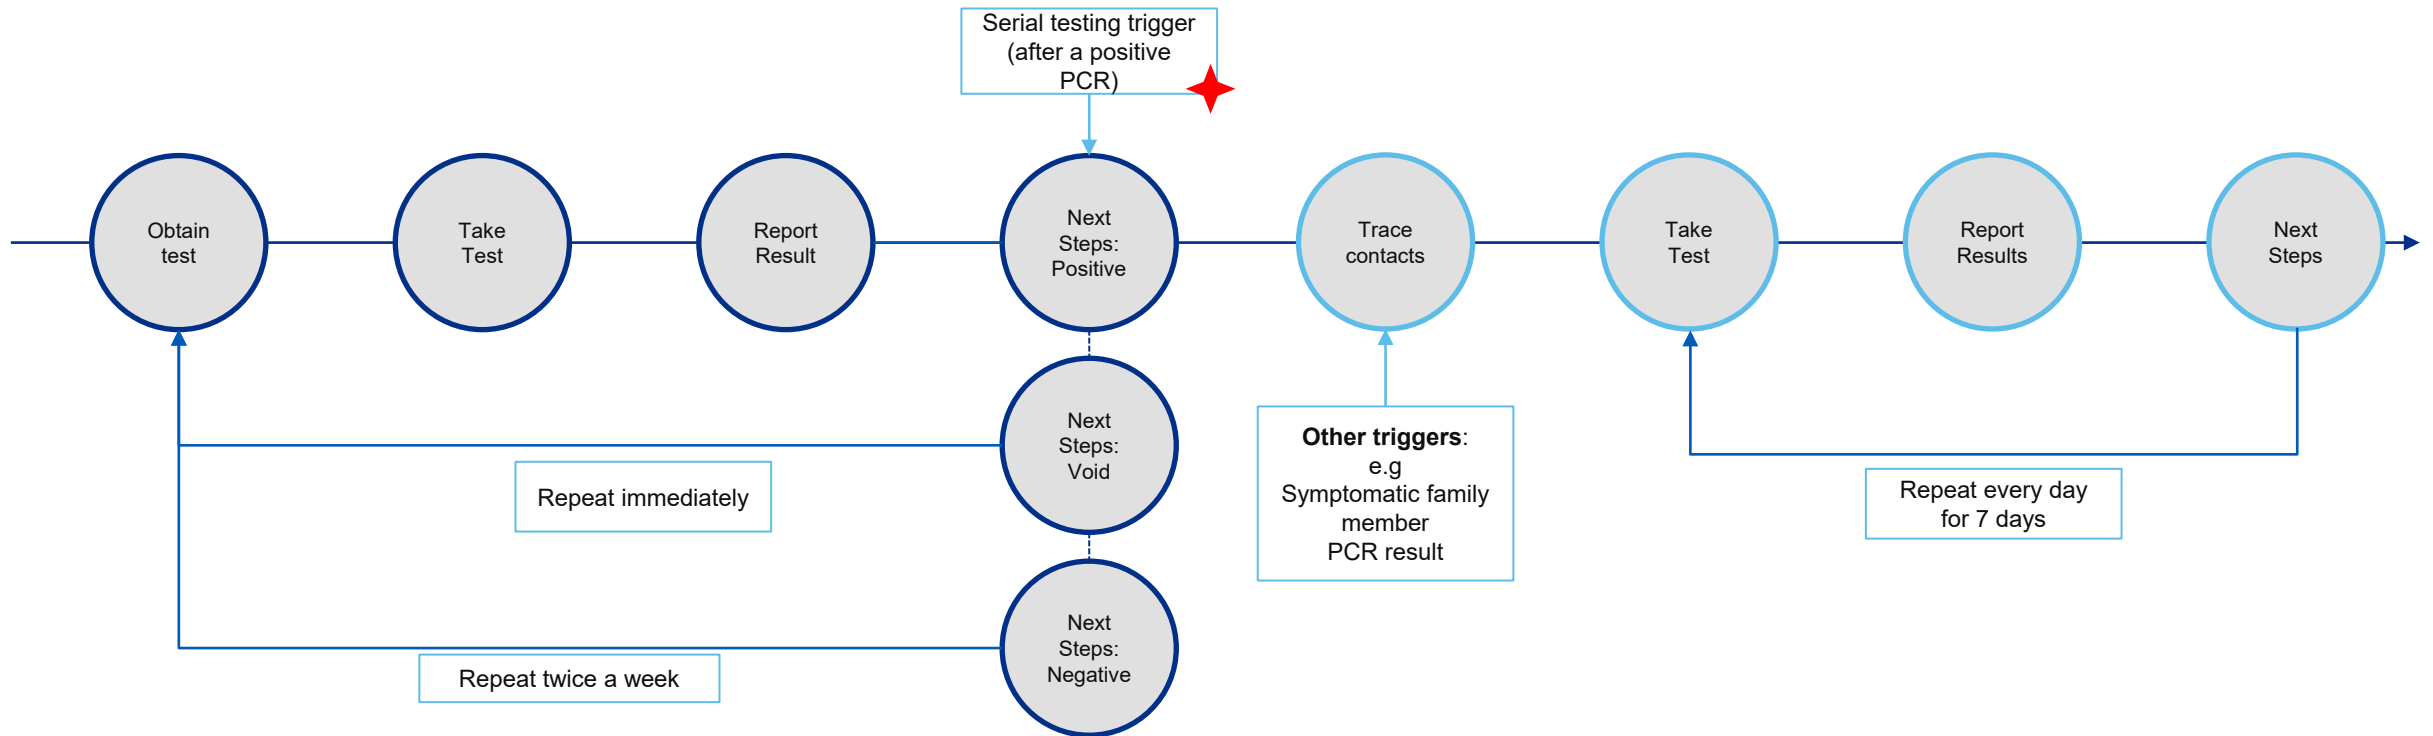 Serial testing trigger
(after a positive
PCR)
Obtain
test
Take
Test
Report
Result
Next
Steps:
Positive
Trace
contacts
Take
Test
Report
Results
Next
Steps
Next
Steps:
Void
Repeat immediately
Other triggers:
e.g
Symptomatic family
member
PCR result
Repeat every day
for 7 days
Next
Steps:
Negative
Repeat twice a week